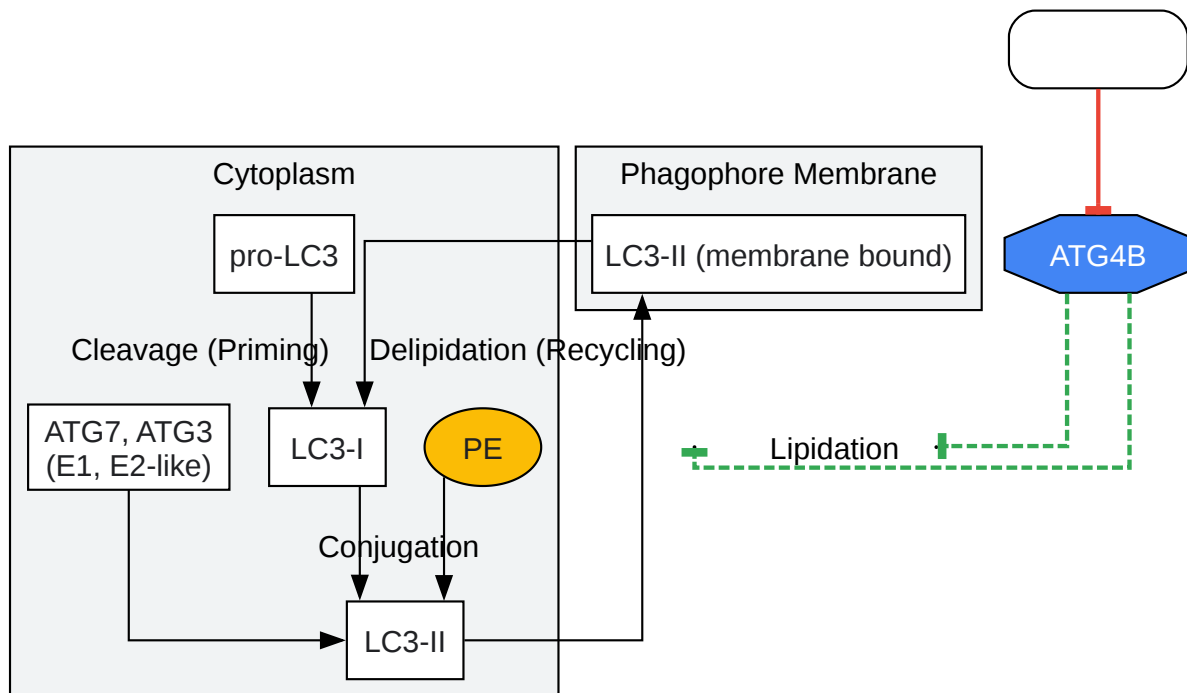 Cytoplasm
Phagophore Membrane
pro-LC3
LC3-II (membrane bound)
ATG4B
Cleavage (Priming)
Delipidation (Recycling)
ATG7, ATG3
(E1, E2-like)
LC3-I
PE
Lipidation
Conjugation
LC3-II